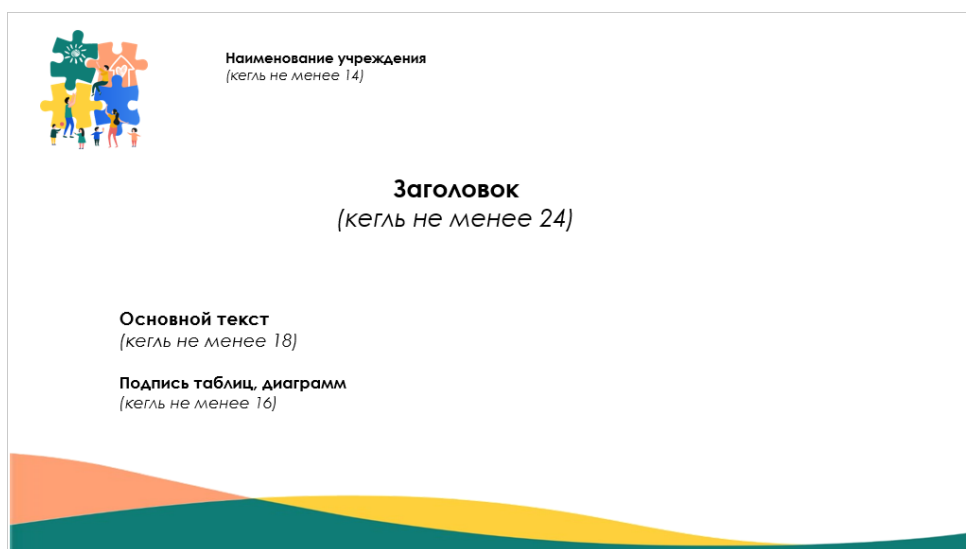 Наименование учреждения
(кегль не менее 14)
Заголовок
(кегль не менее 24)
Основной текст
(кегль не менее 18)
Подпись таблиц, диаграмм
(кегль не менее 16)